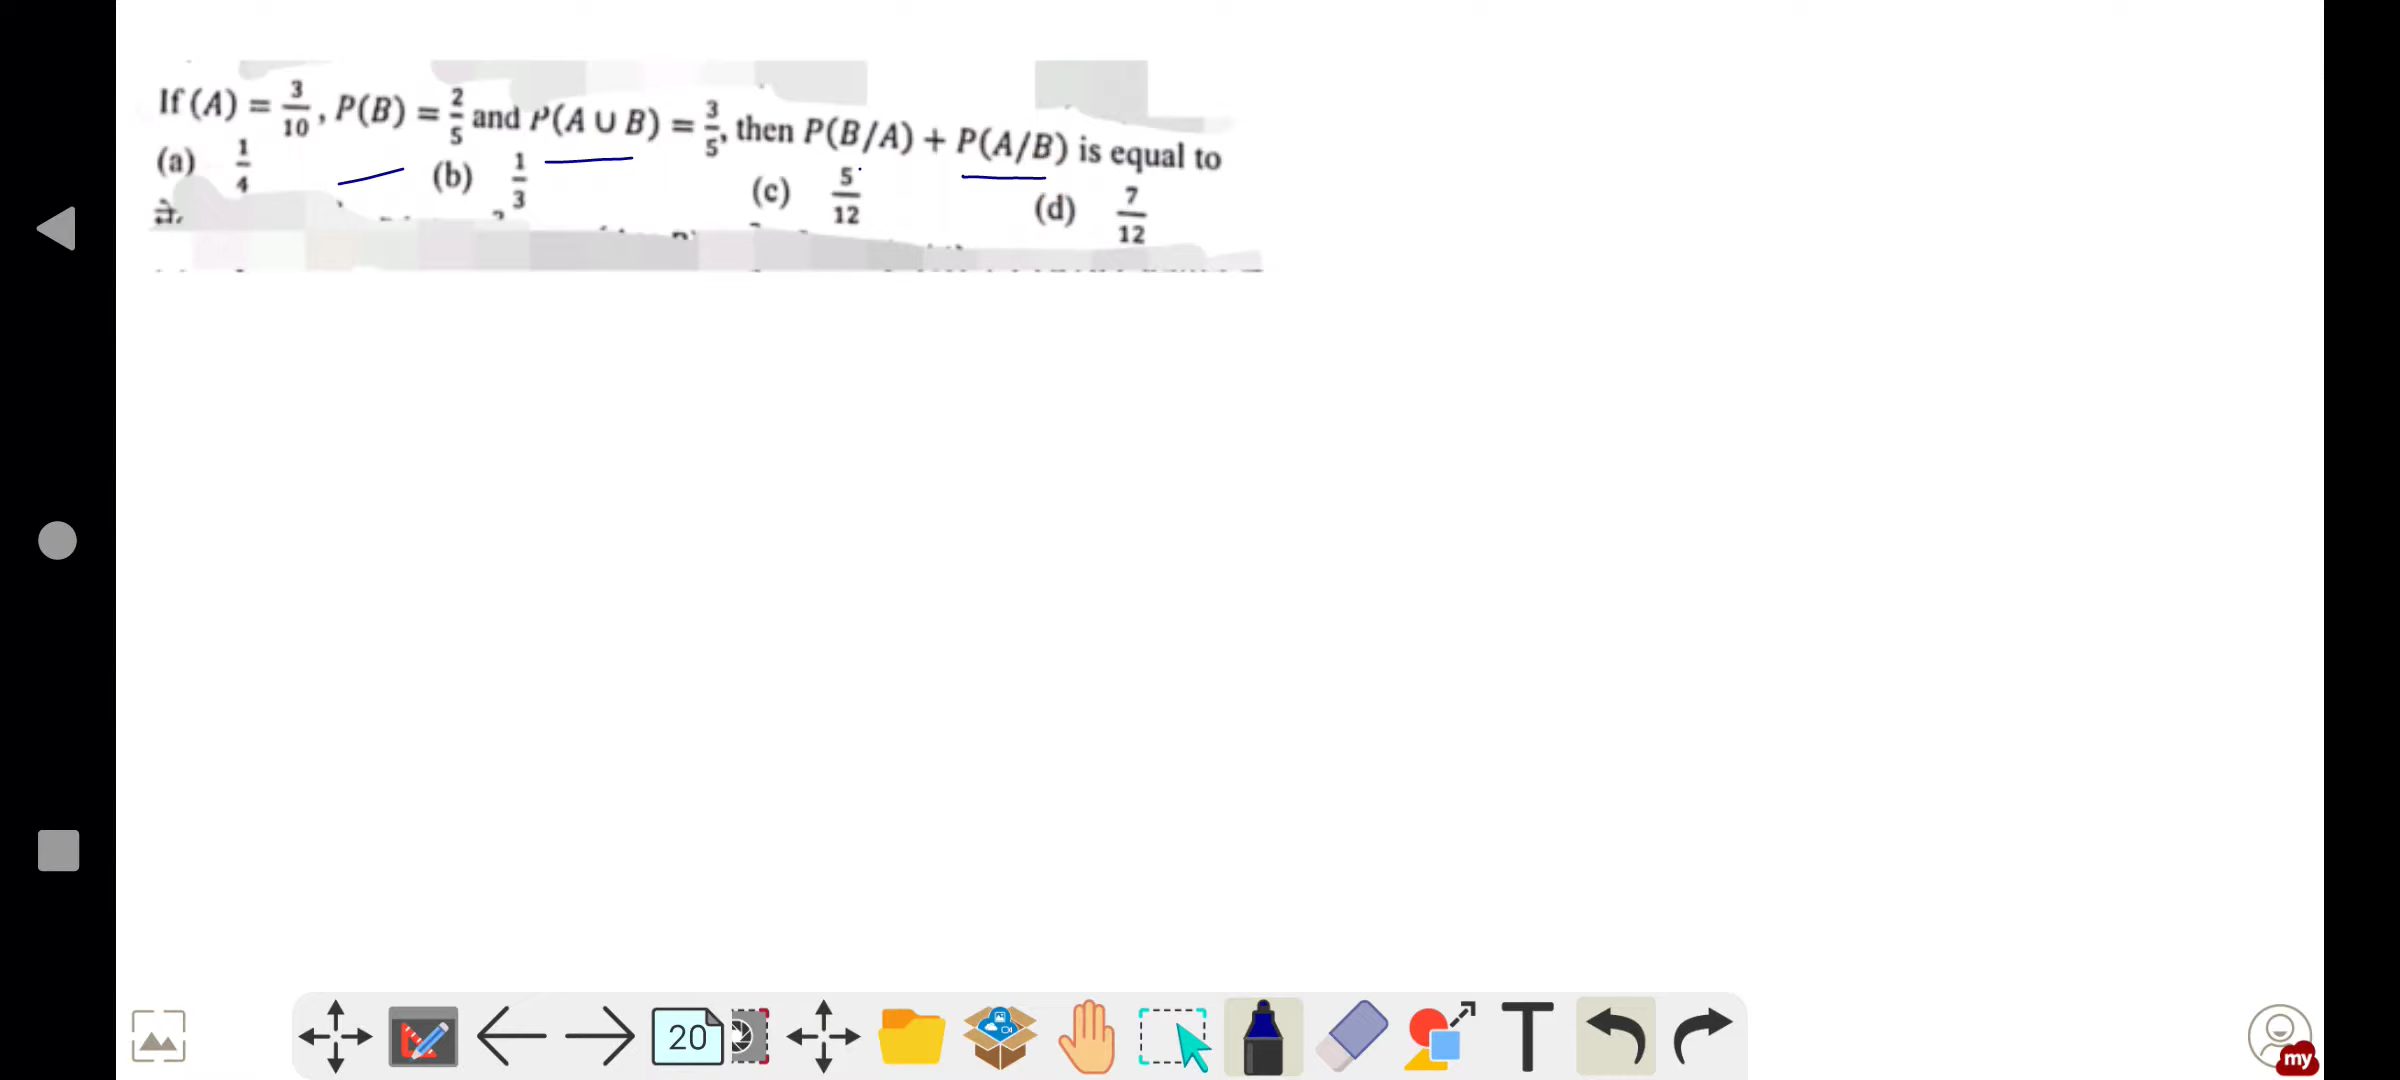 If (A) = 3/10, P(B) = 2/5 and P(A ∪ B) = 3/5, then P(B/A) + P(A/B) is equal to
(a) 1/4 (b) 1/3 (c) 5/12 (d) 7/12
20
my